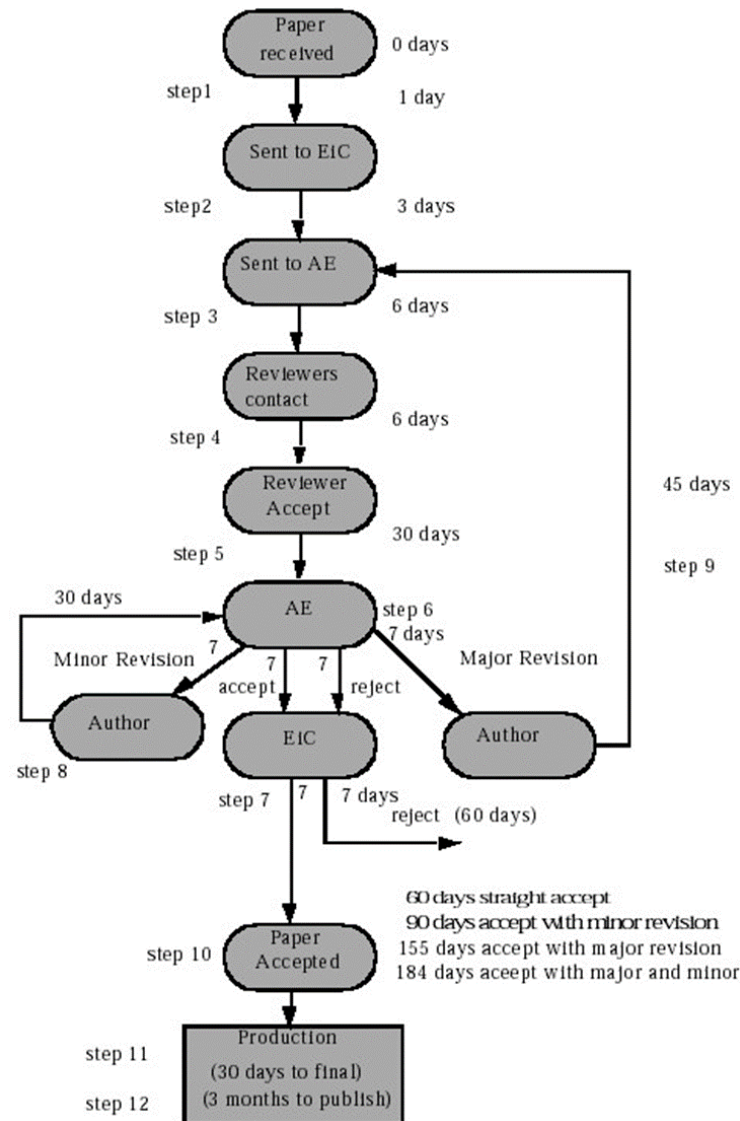 Paper
received
0 days
step1
1 day
Sent to EiC
step2
3 days
Sent to AE
step 3
6 days
Reviewers
contact
step 4
6 days
Reviewer
Accept
step 5
30 days
45 days
step 9
30 days
AE
step 6
7 days
Minor Revision
7
7
accept
7
reject
Major Revision
Author
step 8
EiC
Author
step 7
7
7 days
reject (60 days)
60 days straight accept
90 days accept with minor revision
155 days accept with major revision
184 days aceept with major and minor
step 10
Paper
Accepted
step 11
step 12
Production
(30 days to final)
(3 months to publish)